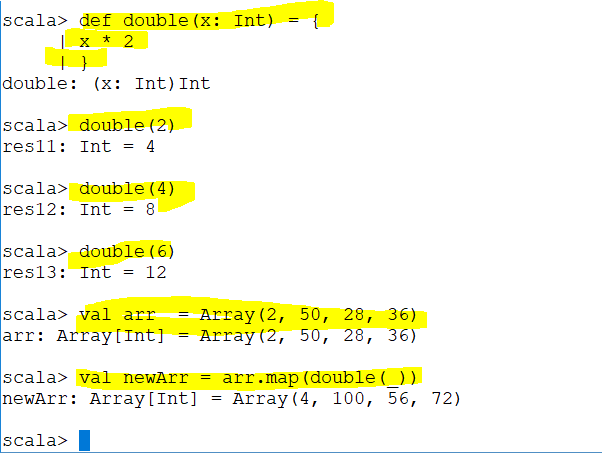 scala> def double(x: Int) = {
     | x * 2
     | }
double: (x: Int)Int
scala> double(2)
res11: Int = 4
scala> double(4)
res12: Int = 8
scala> double(6)
res13: Int = 12
scala> val arr  = Array(2, 50, 28, 36)
arr: Array[Int] = Array(2, 50, 28, 36)
scala> val newArr = arr.map(double(_))
newArr: Array[Int] = Array(4, 100, 56, 72)
scala>